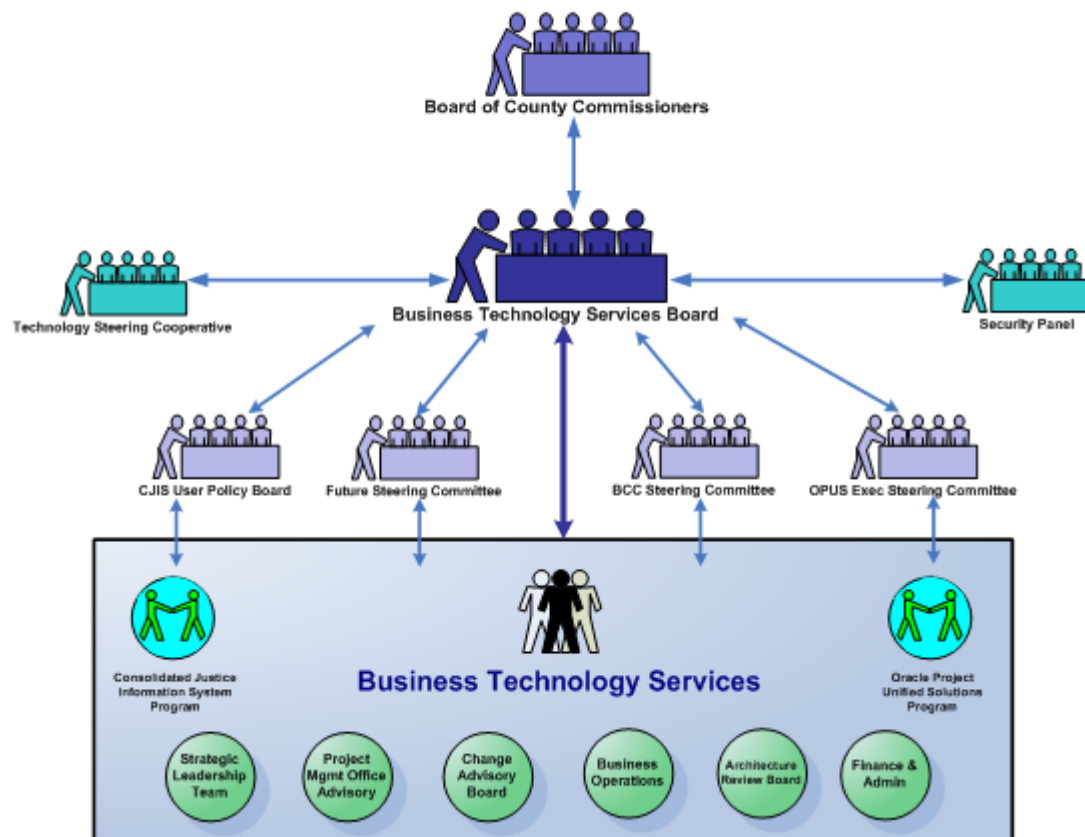 Board of County Commissioners
Technology Steering Cooperative
Business Technology Services Board
Security Panel
CJIS User Policy Board
Future Steering Committee
BCC Steering Committee
OPUS Exec Steering Committee
Consolidated Justice
Information System
Program
Business Technology Services
Oracle Project
Unified Solutions
Program
Strategic
Leadership
Team
Project
Mgmt Office
Advisory
Change
Advisory
Board
Business
Operations
Architecture
Review Board
Finance &
Admin